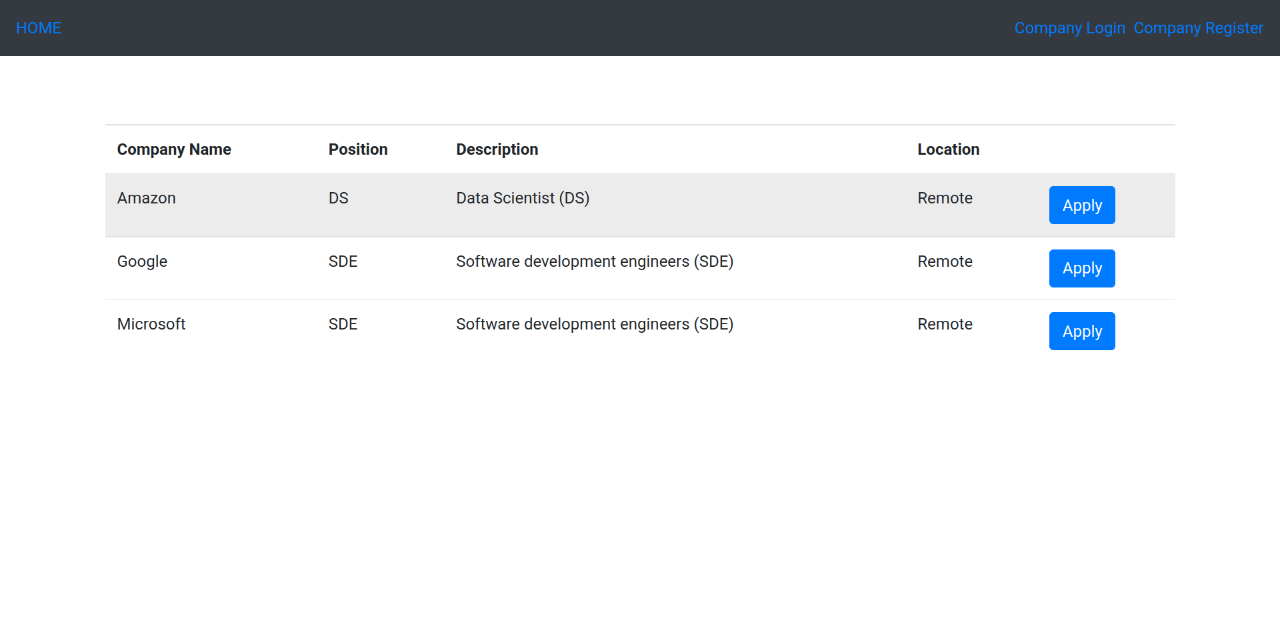 HOME Company Login Company Register
Company Name Position Description Location
Amazon DS Data Scientist (DS) Remote Apply
Google SDE Software development engineers (SDE) Remote Apply
Microsoft SDE Software development engineers (SDE) Remote Apply